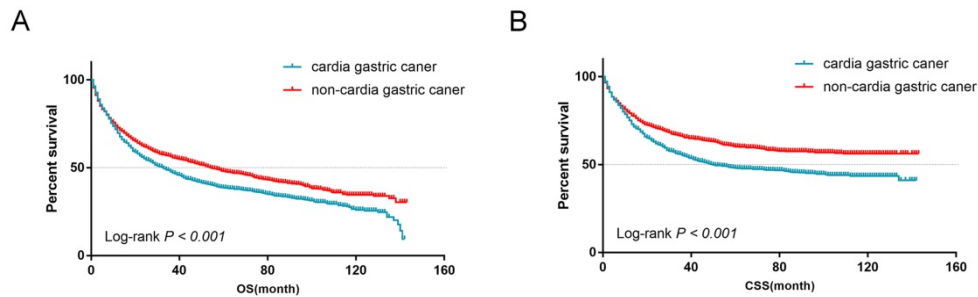 A
cardia gastric caner
non-cardia gastric caner
100
50
0
Percent survival
Log-rank P < 0.001
0 40 80 120 160
OS(month)
B
cardia gastric caner
non-cardia gastric caner
100
50
0
Percent survival
Log-rank P < 0.001
0 40 80 120 160
CSS(month)